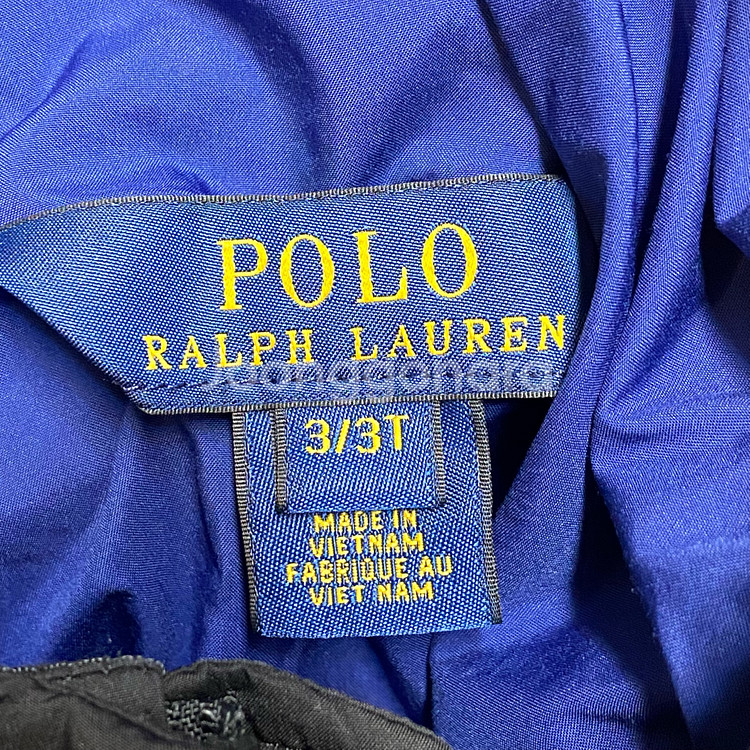 POLO
RALPH LAUREN
3/3T
MADE IN
VIETNAM
FABRIQUE AU
VIET NAM